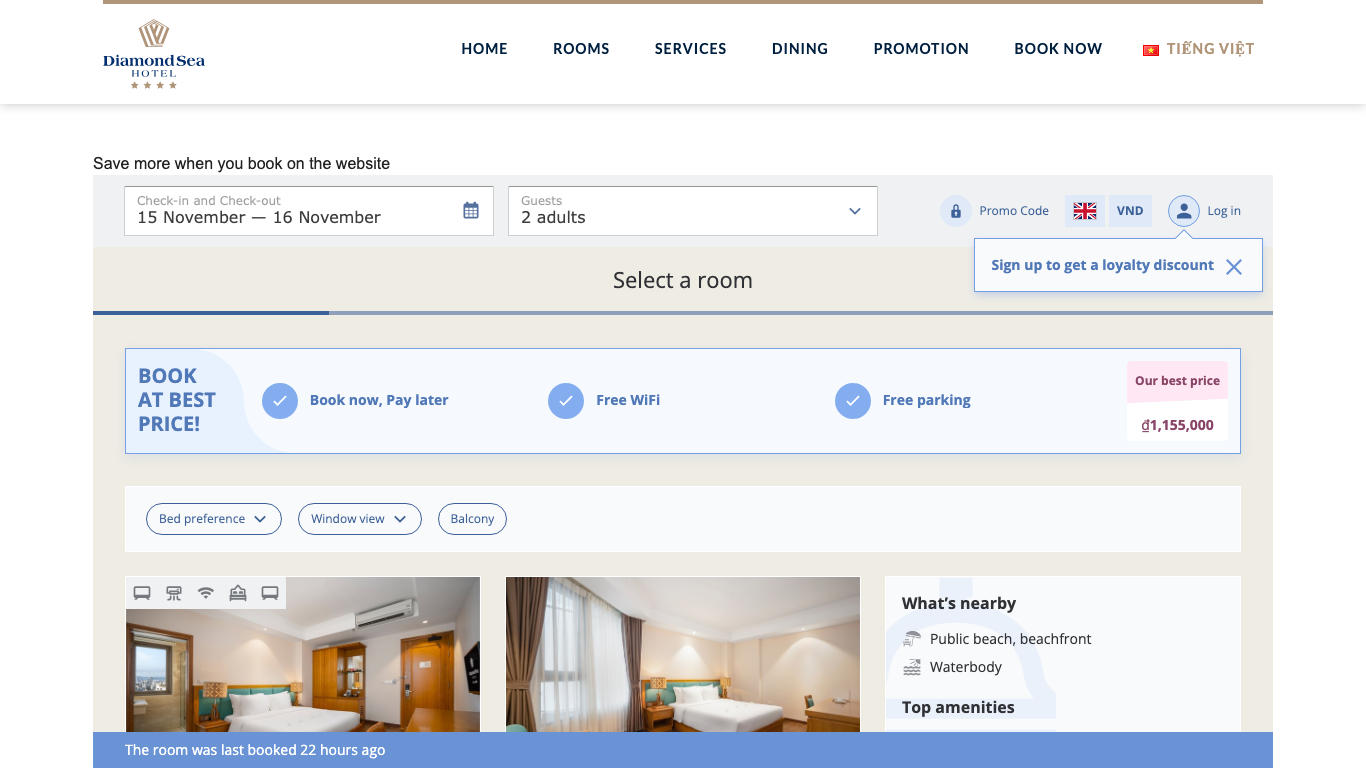 Diamond Sea
HOTEL
HOME
ROOMS
SERVICES
DINING
PROMOTION
BOOK NOW
TIẾNG VIỆT
Save more when you book on the website
Check-in and Check-out
15 November — 16 November
Guests
2 adults
Promo Code
VND
Log in
Sign up to get a loyalty discount
Select a room
BOOK
AT BEST
PRICE!
Book now, Pay later
Free WiFi
Free parking
Our best price
₫1,155,000
Bed preference
Window view
Balcony
What's nearby
Public beach, beachfront
Waterbody
Top amenities
The room was last booked 22 hours ago